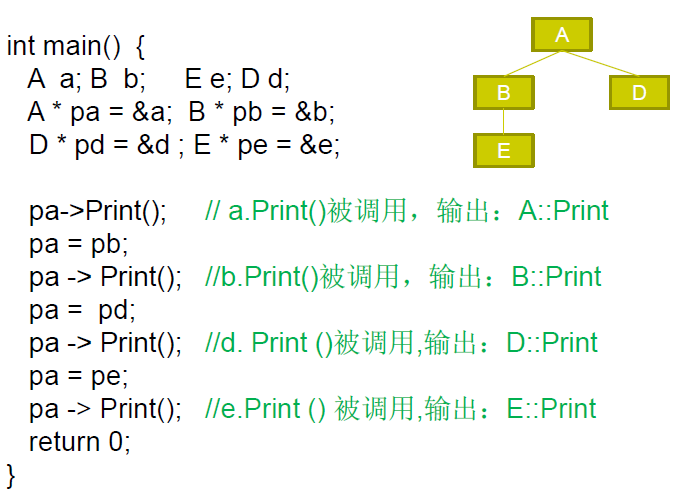 int main() {
A a; B b; E e; D d;
A * pa = &a; B * pb = &b;
D * pd = &d ; E * pe = &e;
pa->Print(); // a.Print()被调用，输出：A::Print
pa = pb;
pa -> Print(); //b.Print()被调用，输出：B::Print
pa = pd;
pa -> Print(); //d. Print ()被调用,输出：D::Print
pa = pe;
pa -> Print(); //e.Print () 被调用,输出：E::Print
return 0;
}
A
B D
E